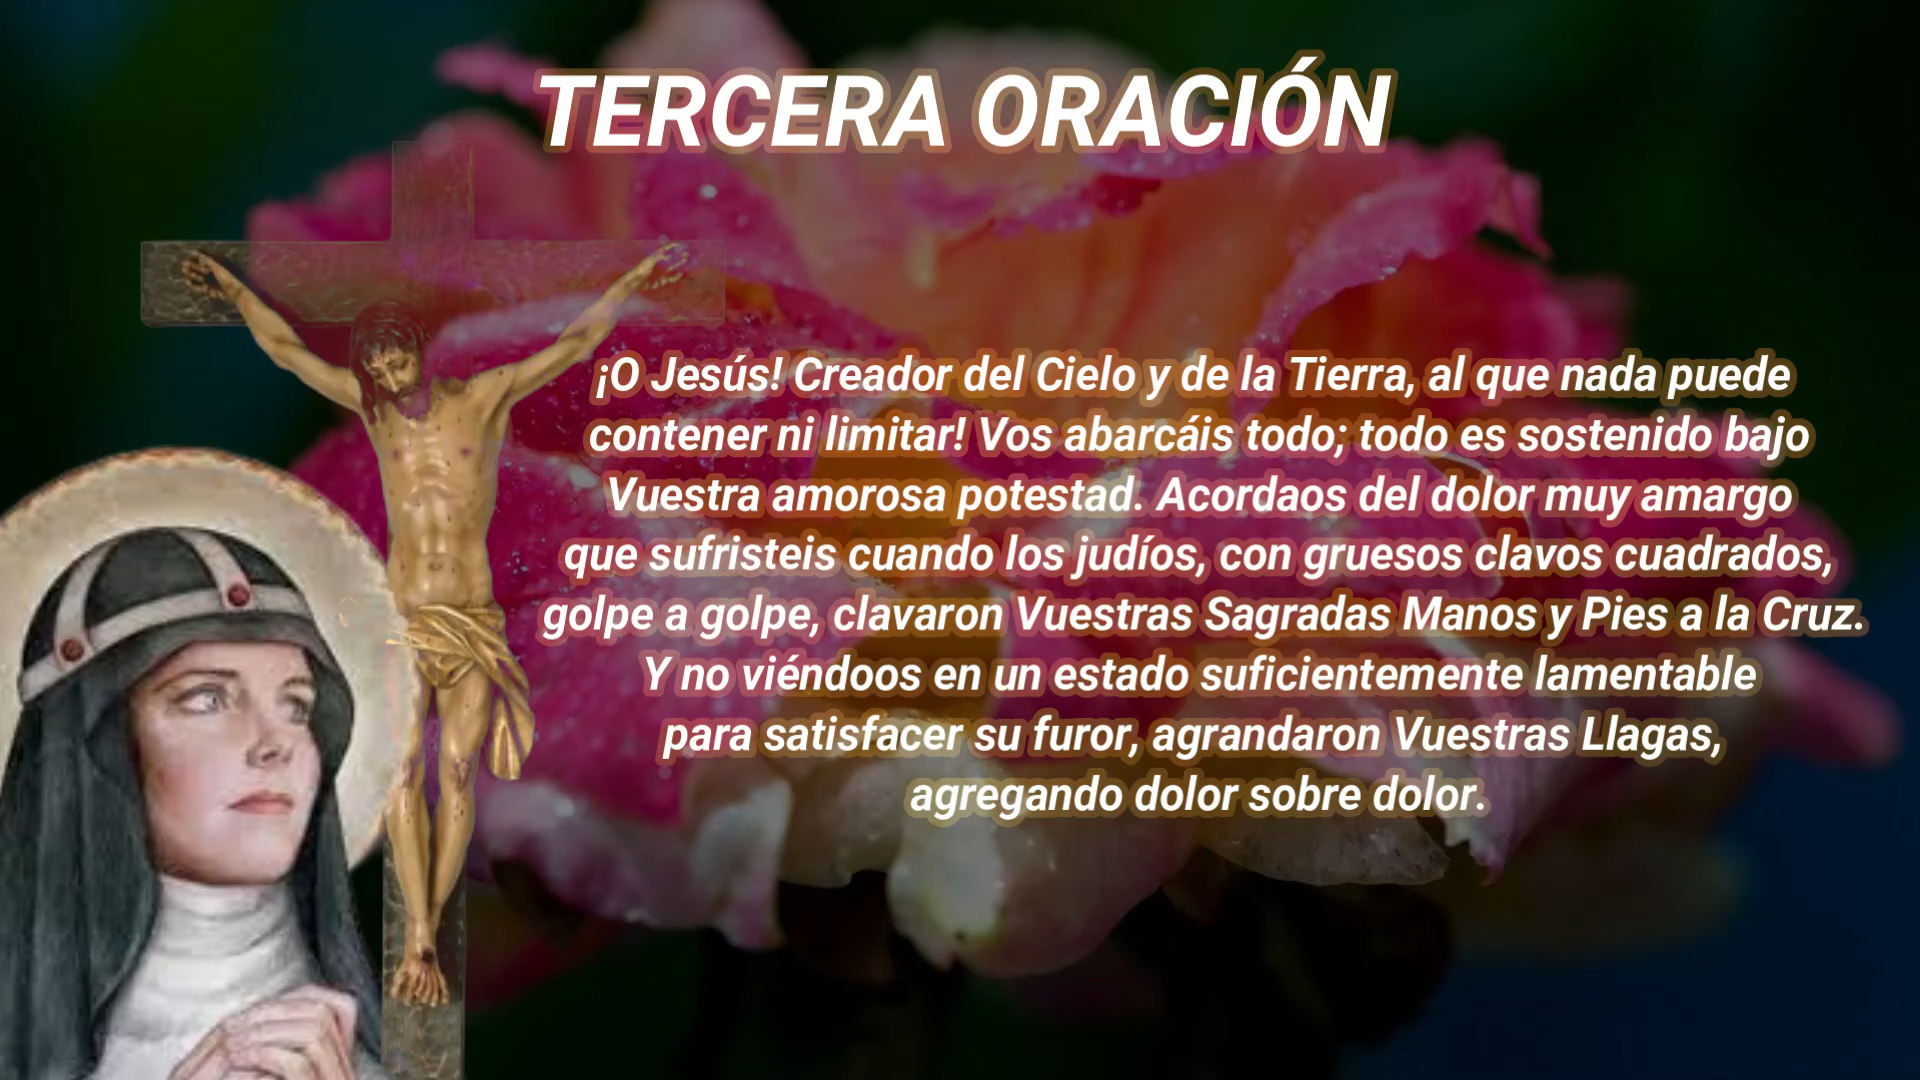 TERCERA ORACIÓN
¡O Jesús! Creador del Cielo y de la Tierra, al que nada puede
contener ni limitar! Vos abarcáis todo; todo es sostenido bajo
Vuestra amorosa potestad. Acordaos del dolor muy amargo
que sufristeis cuando los judíos, con gruesos clavos cuadrados,
golpe a golpe, clavaron Vuestras Sagradas Manos y Pies a la Cruz.
Y no viéndoos en un estado suficientemente lamentable
para satisfacer su furor, agrandaron Vuestras Llagas,
agregando dolor sobre dolor.